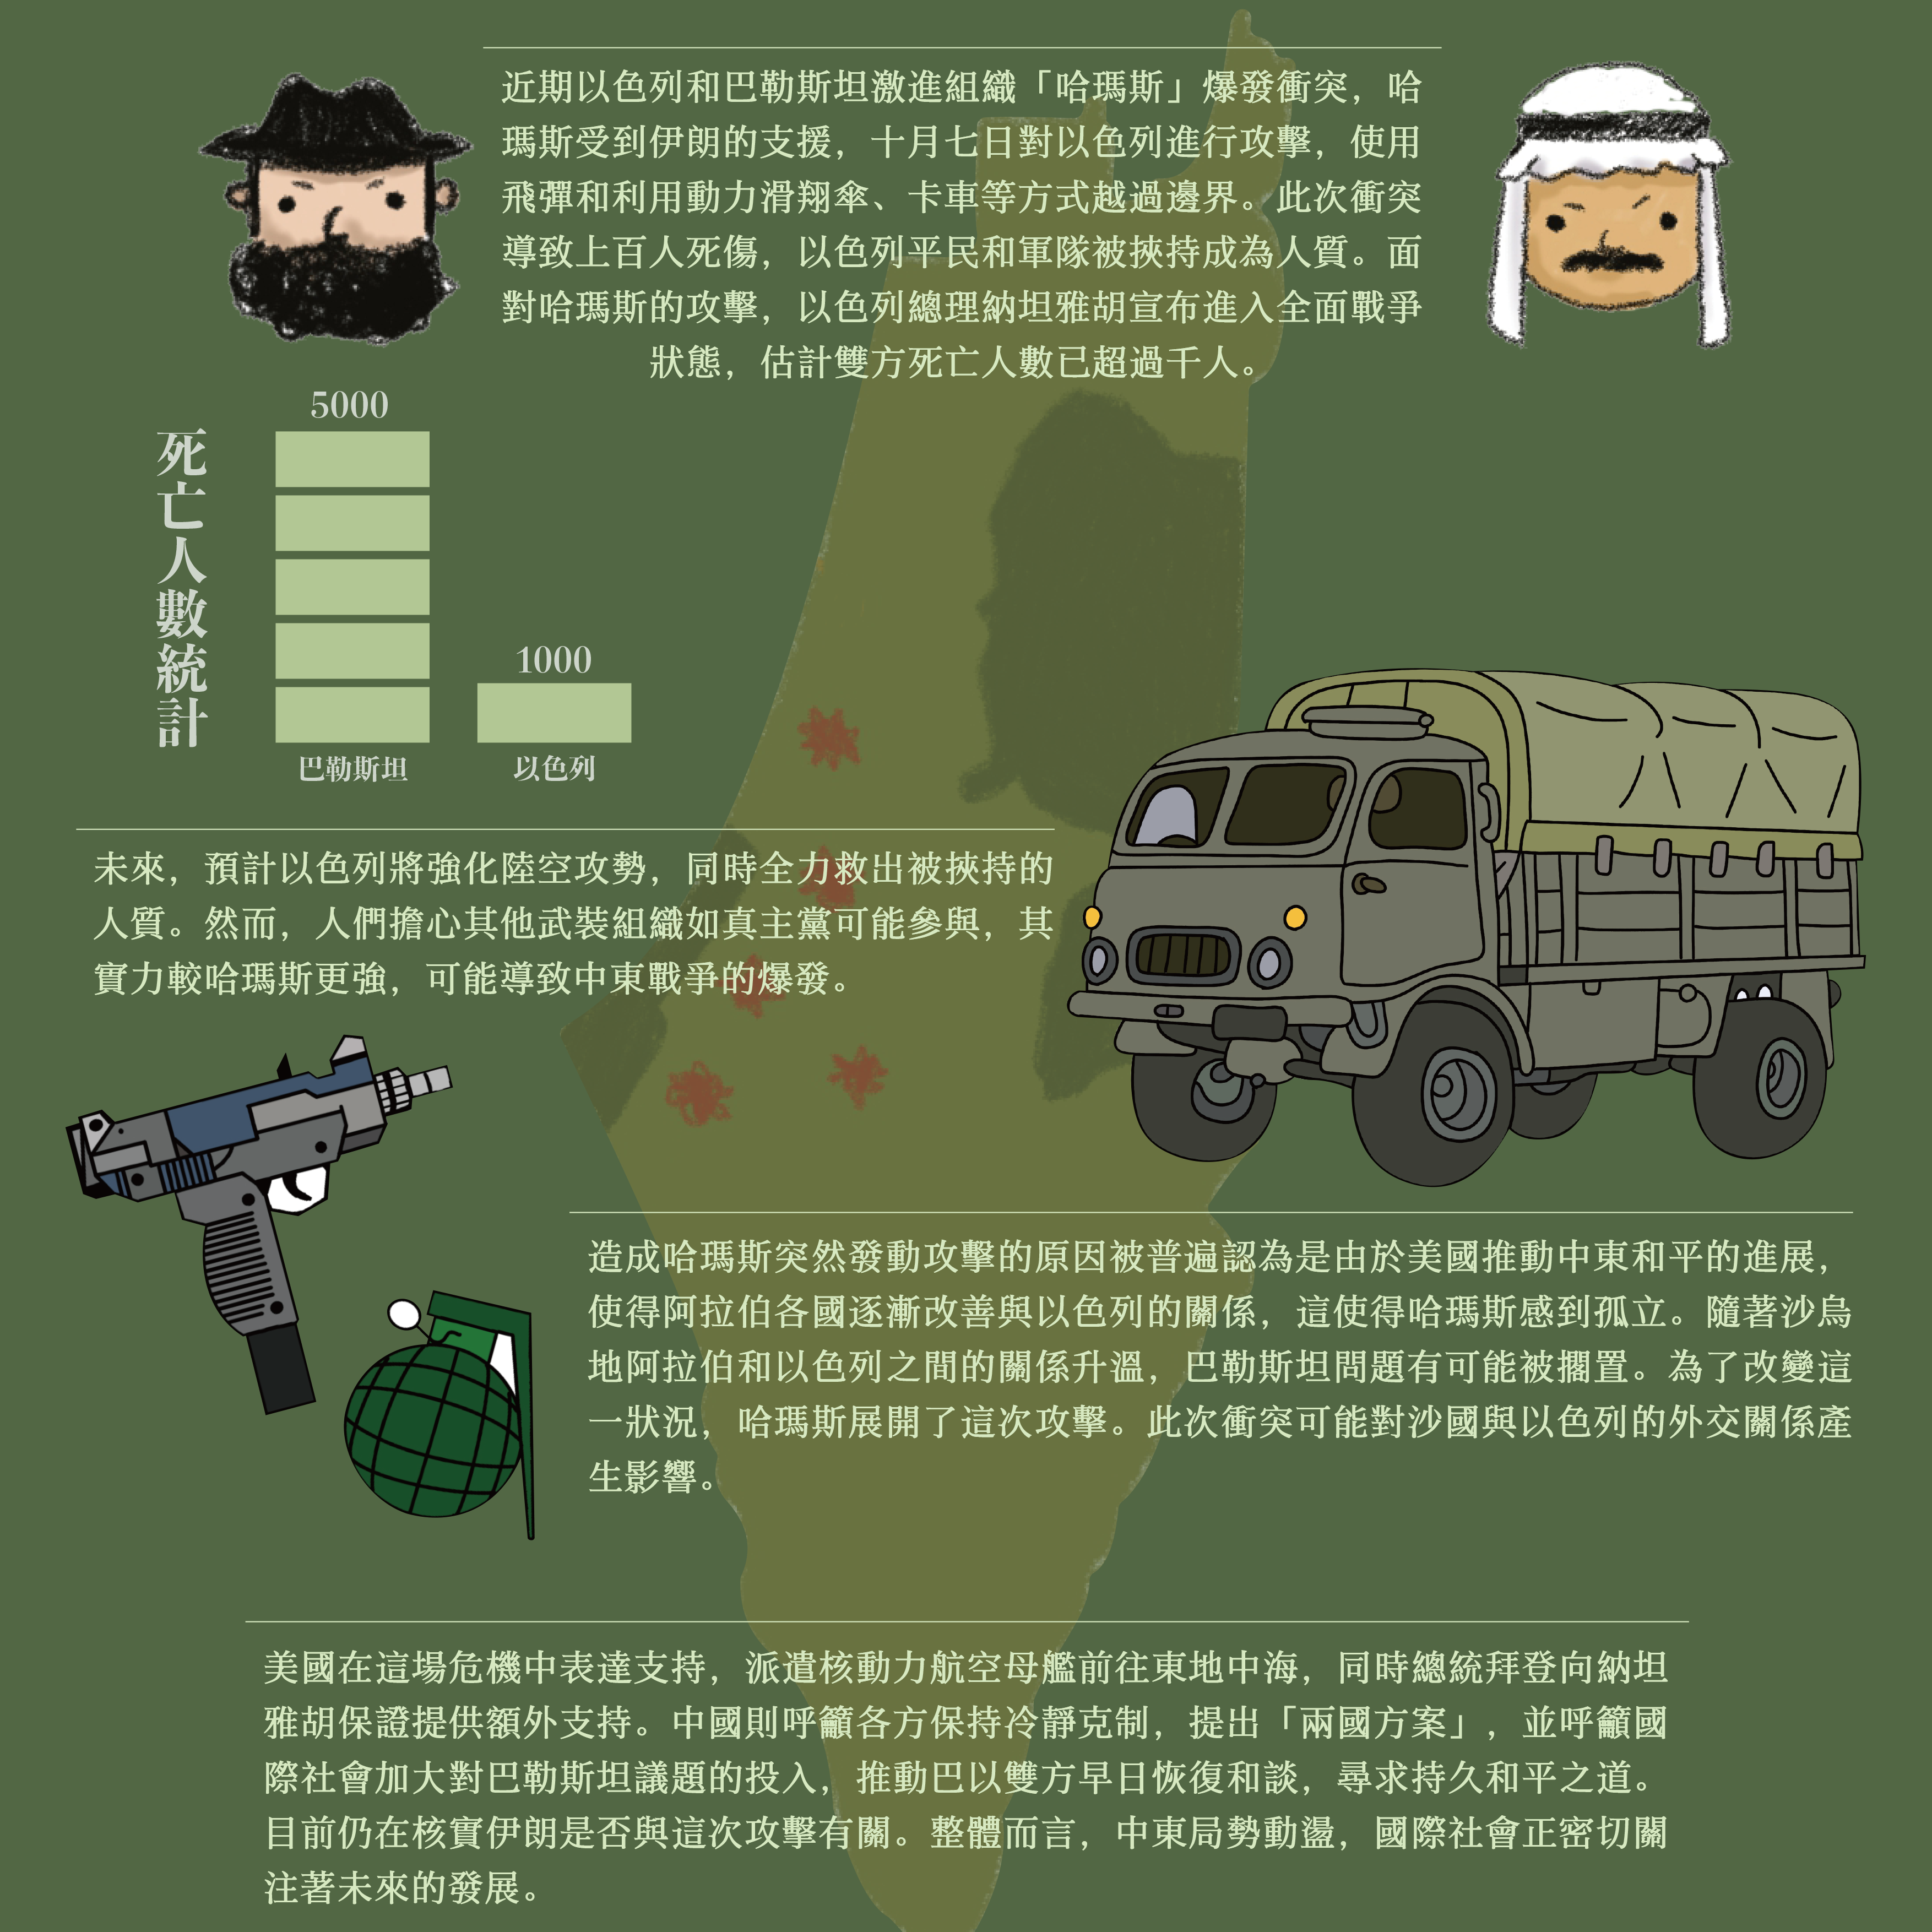 近期以色列和巴勒斯坦激進組織「哈瑪斯」爆發衝突，哈
瑪斯受到伊朗的支援，十月七日對以色列進行攻擊，使用
飛彈和利用動力滑翔傘、卡車等方式越過邊界。此次衝突
導致上百人死傷，以色列平民和軍隊被挾持成為人質。面
對哈瑪斯的攻擊，以色列總理納坦雅胡宣布進入全面戰爭
狀態，估計雙方死亡人數已超過千人。
死亡人數統計
5000
1000
巴勒斯坦
以色列
未來，預計以色列將強化陸空攻勢，同時全力救出被挾持的
人質。然而，人們擔心其他武裝組織如真主黨可能參與，其
實力較哈瑪斯更強，可能導致中東戰爭的爆發。
造成哈瑪斯突然發動攻擊的原因被普遍認為是由於美國推動中東和平的進展，
使得阿拉伯各國逐漸改善與以色列的關係，這使得哈瑪斯感到孤立。隨著沙烏
地阿拉伯和以色列之間的關係升溫，巴勒斯坦問題有可能被擱置。為了改變這
一狀況，哈瑪斯展開了這次攻擊。此次衝突可能對沙國與以色列的外交關係產
生影響。
美國在這場危機中表達支持，派遣核動力航空母艦前往東地中海，同時總統拜登向納坦
雅胡保證提供額外支持。中國則呼籲各方保持冷靜克制，提出「兩國方案」，並呼籲國
際社會加大對巴勒斯坦議題的投入，推動巴以雙方早日恢復和談，尋求持久和平之道。
目前仍在核實伊朗是否與這次攻擊有關。整體而言，中東局勢動盪，國際社會正密切關
注著未來的發展。